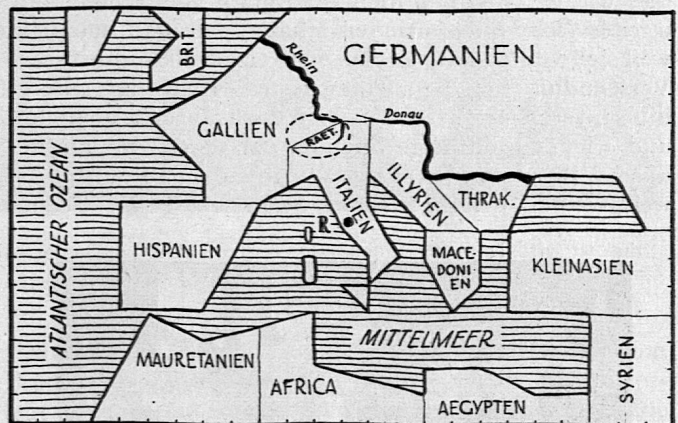 BRIT.
Rhein
GERMANIEN
Donau
GALLIEN
RAET.
ATLANTISCHER OZEAN
ITALIEN
ILLYRIEN
THRAK.
R
HISPANIEN
MACE-
DONI-
EN
KLEINASIEN
MITTELMEER
MAURETANIEN
SYRIEN
AFRICA
AEGYPTEN